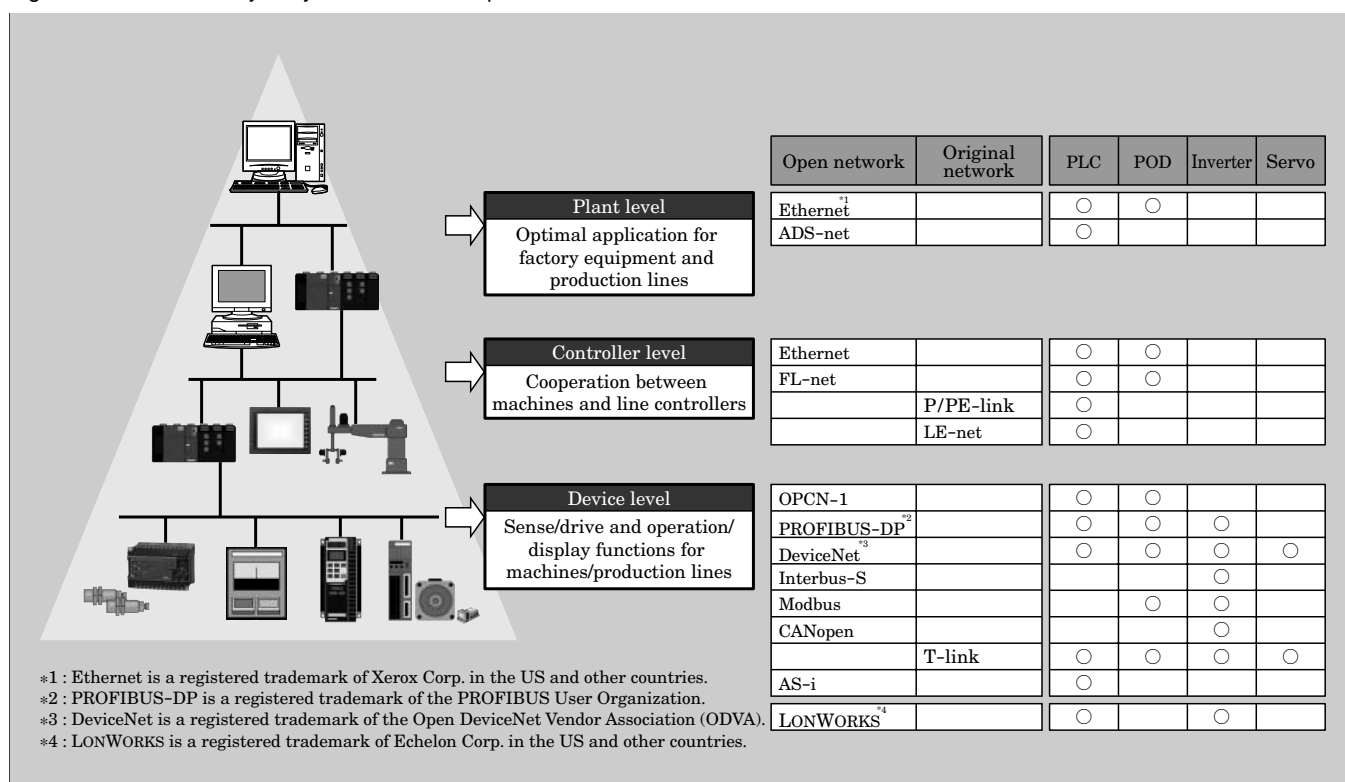 Open network Original network PLC POD Inverter Servo
Plant level
Optimal application for
factory equipment and
production lines
Ethernet*1 ○ ○
ADS-net ○
Controller level
Cooperation between
machines and line controllers
Ethernet ○ ○
FL-net ○ ○
P/PE-link ○
LE-net ○
Device level
Sense/drive and operation/
display functions for
machines/production lines
OPCN-1 ○ ○
PROFIBUS-DP*2 ○ ○ ○
DeviceNet*3 ○ ○ ○ ○
Interbus-S ○
Modbus ○ ○
CANopen ○
T-link ○ ○ ○ ○
AS-i ○
LONWORKS*4 ○ ○
*1 : Ethernet is a registered trademark of Xerox Corp. in the US and other countries.
*2 : PROFIBUS-DP is a registered trademark of the PROFIBUS User Organization.
*3 : DeviceNet is a registered trademark of the Open DeviceNet Vendor Association (ODVA).
*4 : LONWORKS is a registered trademark of Echelon Corp. in the US and other countries.